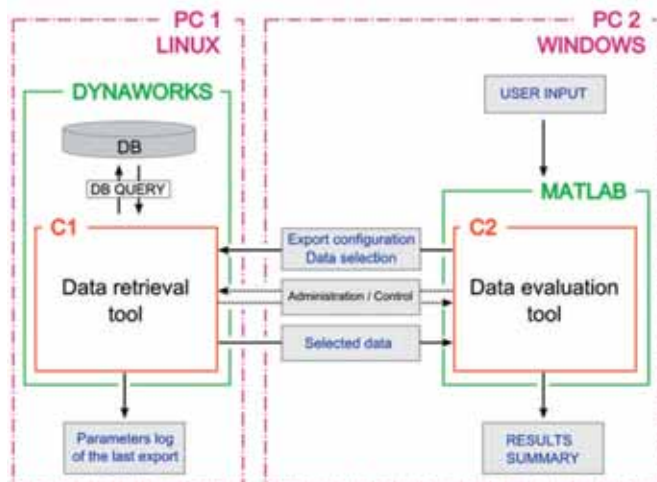 PC 1
LINUX
PC 2
WINDOWS
DYNAWORKS
DB
DB QUERY
C1
Data retrieval
tool
Parameters log
of the last export
Export configuration
Data selection
Administration / Control
Selected data
USER INPUT
MATLAB
C2
Data evaluation
tool
RESULTS
SUMMARY